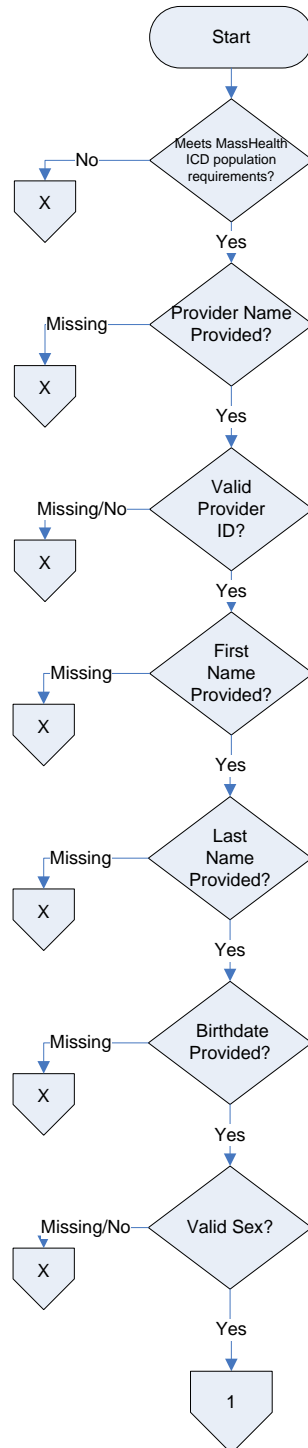 Start
Meets MassHealth
ICD population
requirements?
No
X
Yes
Provider Name
Provided?
Missing
X
Yes
Valid
Provider
ID?
Missing/No
X
Yes
First
Name
Provided?
Missing
X
Yes
Last
Name
Provided?
Missing
X
Yes
Birthdate
Provided?
Missing
X
Yes
Valid Sex?
Missing/No
X
Yes
1